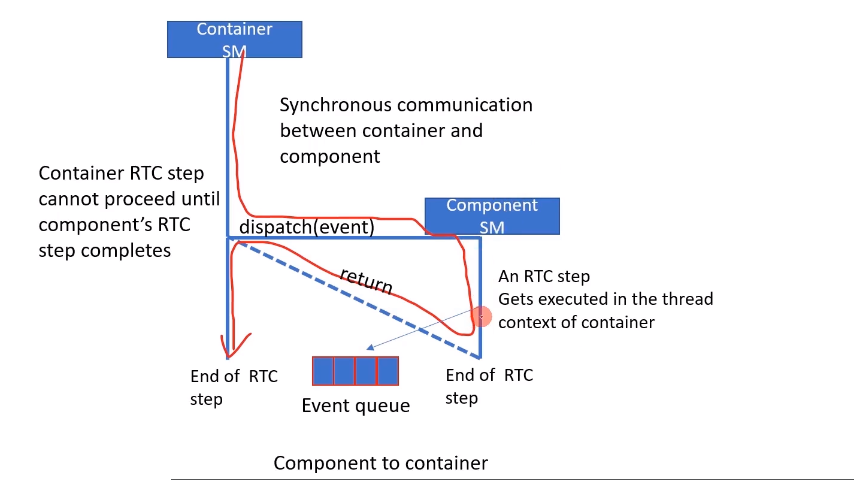 Container
SM
Synchronous communication
between container and
component
Container RTC step
cannot proceed until
component's RTC
step completes
Component
SM
dispatch(event)
return
An RTC step
Gets executed in the thread
context of container
End of RTC
step
Event queue
End of RTC
step
Component to container